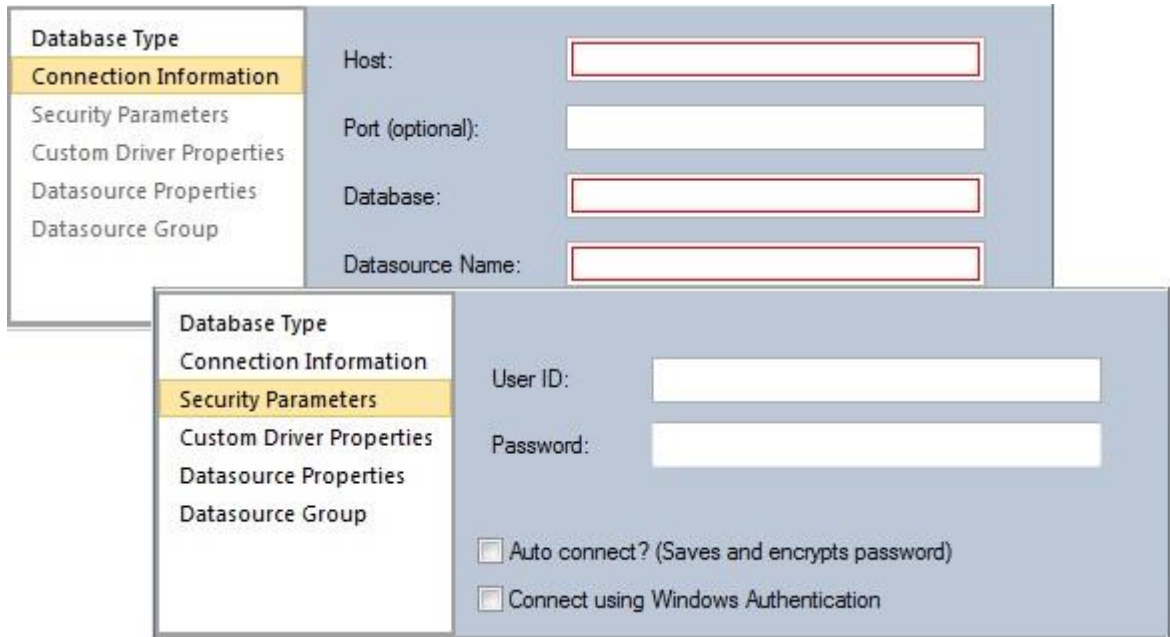 Database Type
Connection Information
Security Parameters
Custom Driver Properties
Datasource Properties
Datasource Group
Host:
Port (optional):
Database:
Datasource Name:
Database Type
Connection Information
Security Parameters
Custom Driver Properties
Datasource Properties
Datasource Group
User ID:
Password:
Auto connect? (Saves and encrypts password)
Connect using Windows Authentication